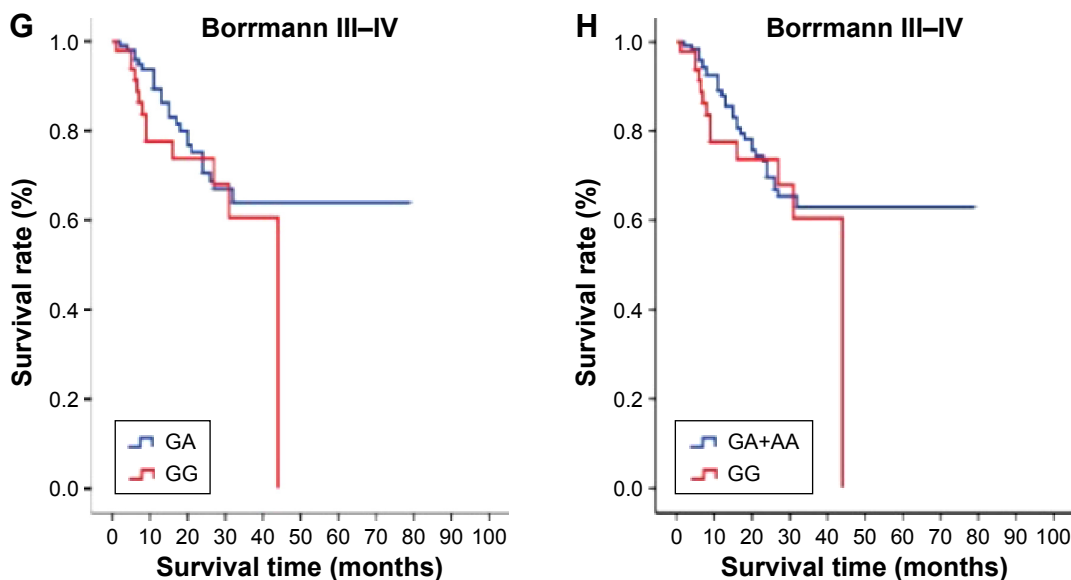 G
Borrmann III–IV
Survival rate (%)
1.0
0.8
0.6
0.4
0.2
0.0
GA
GG
0 10 20 30 40 50 60 70 80 90 100
Survival time (months)
H
Borrmann III–IV
Survival rate (%)
1.0
0.8
0.6
0.4
0.2
0.0
GA+AA
GG
0 10 20 30 40 50 60 70 80 90 100
Survival time (months)